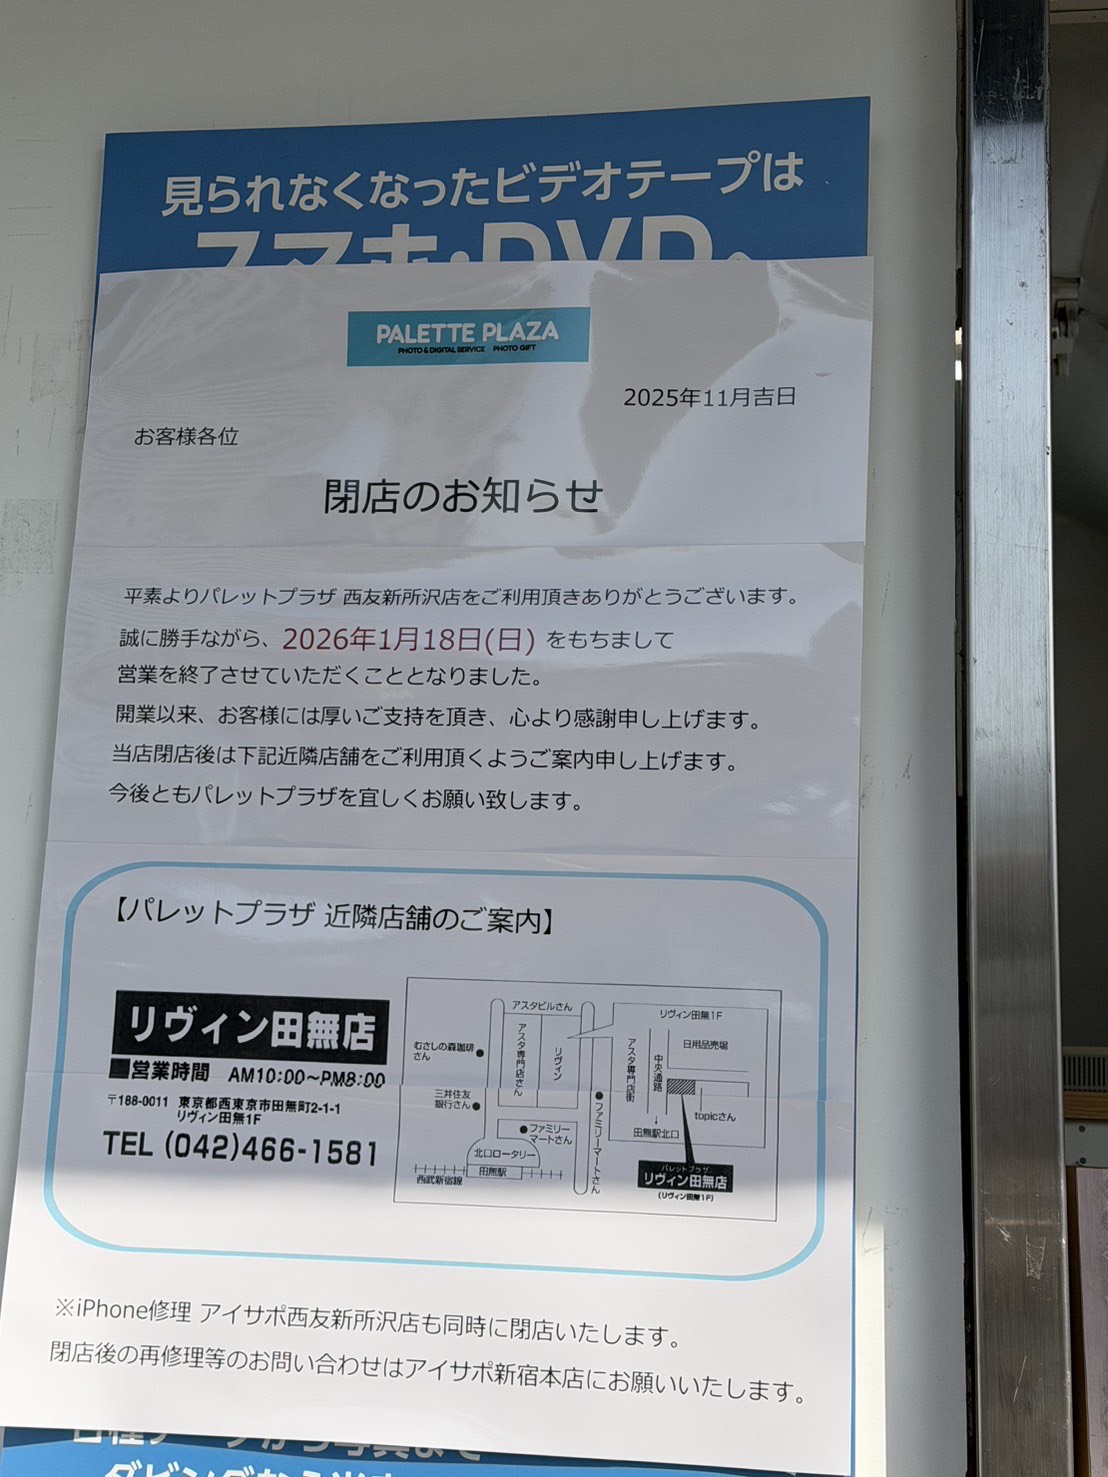 見られなくなったビデオテープは
スマホ・DVD・
PALETTE PLAZA
PHOTO & DIGITAL SERVICE PHOTO GIFT
2025年11月吉日
お客様各位
閉店のお知らせ
平素よりパレットプラザ 西友新所沢店をご利用頂きありがとうございます。
誠に勝手ながら、2026年1月18日(日) をもちまして
営業を終了させていただくこととなりました。
開業以来、お客様には厚いご支持を頂き、心より感謝申し上げます。
当店閉店後は下記近隣店舗をご利用頂くようご案内申し上げます。
今後ともパレットプラザを宜しくお願い致します。
【パレットプラザ 近隣店舗のご案内】
リヴィン田無店
■営業時間 AM10:00~PM8:00
〒188-0011 東京都西東京市田無町2-1-1
リヴィン田無1F
TEL (042)466-1581
アスタビルさん
むさしの森珈琲
さん
アスタ専門店さん
リヴィン
三井住友
銀行さん
ファミリー
マートさん
北口ロータリー
田無駅
西武新宿線
ファミリーマートさん
リヴィン田無1F
日用品売場
アスタ専門店街
中央通路
topicさん
↓
田無駅北口
パレットプラザ
リヴィン田無店
(リヴィン田無1F)
※iPhone修理 アイサポ西友新所沢店も同時に閉店いたします。
閉店後の再修理等のお問い合わせはアイサポ新宿本店にお願いいたします。